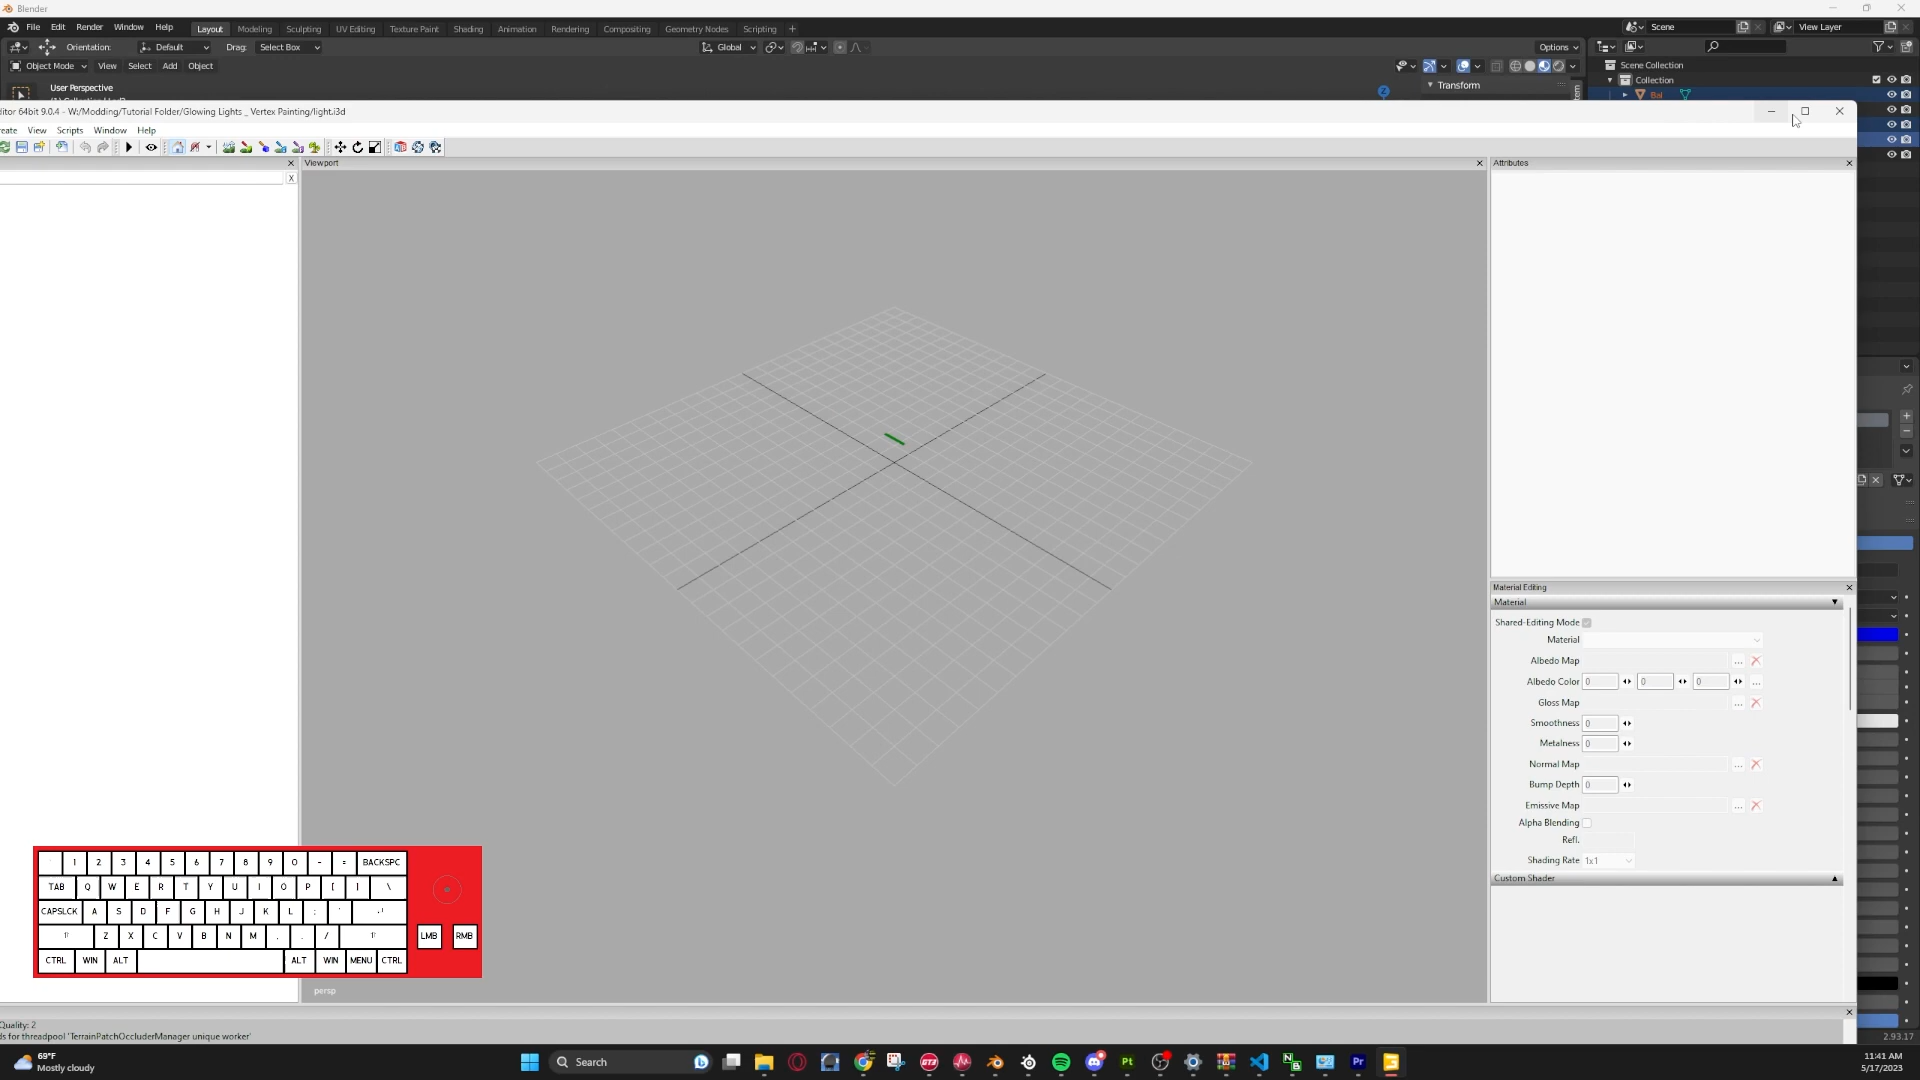 Blender
File Edit Render Window Help Layout Modeling Sculpting UV Editing Texture Paint Shading Animation Rendering Compositing Geometry Nodes Scripting + Scene View Layer
Orientation: Default Drag: Select Box Global Options
Object Mode View Select Add Object Scene Collection
Collection
User Perspective Transform Item
Bal
Z
ditor 64bit 9.0.4 - W:/Modding/Tutorial Folder/Glowing Lights _ Vertex Painting/light.i3d
reate View Scripts Window Help
Viewport
Attributes
X
Material Editing
Material
Shared-Editing Mode
Material
Albedo Map ...
Albedo Color 0 0 0 ...
Gloss Map ...
Smoothness 0
Metalness 0
Normal Map ...
Bump Depth 0
Emissive Map ...
Alpha Blending
Refl.
Shading Rate 1x1
Custom Shader
1 2 3 4 5 6 7 8 9 0 - = BACKSPC
TAB Q W E R T Y U I O P [ ] \
CAPSLCK A S D F G H J K L ; '
Z X C V B N M , . / LMB RMB
CTRL WIN ALT ALT WIN MENU CTRL
persp
Quality: 2
ds for threadpool 'TerrainPatchOccluderManager unique worker'
2.93.17
69°F
Mostly cloudy
Search
11:41 AM
5/17/2023